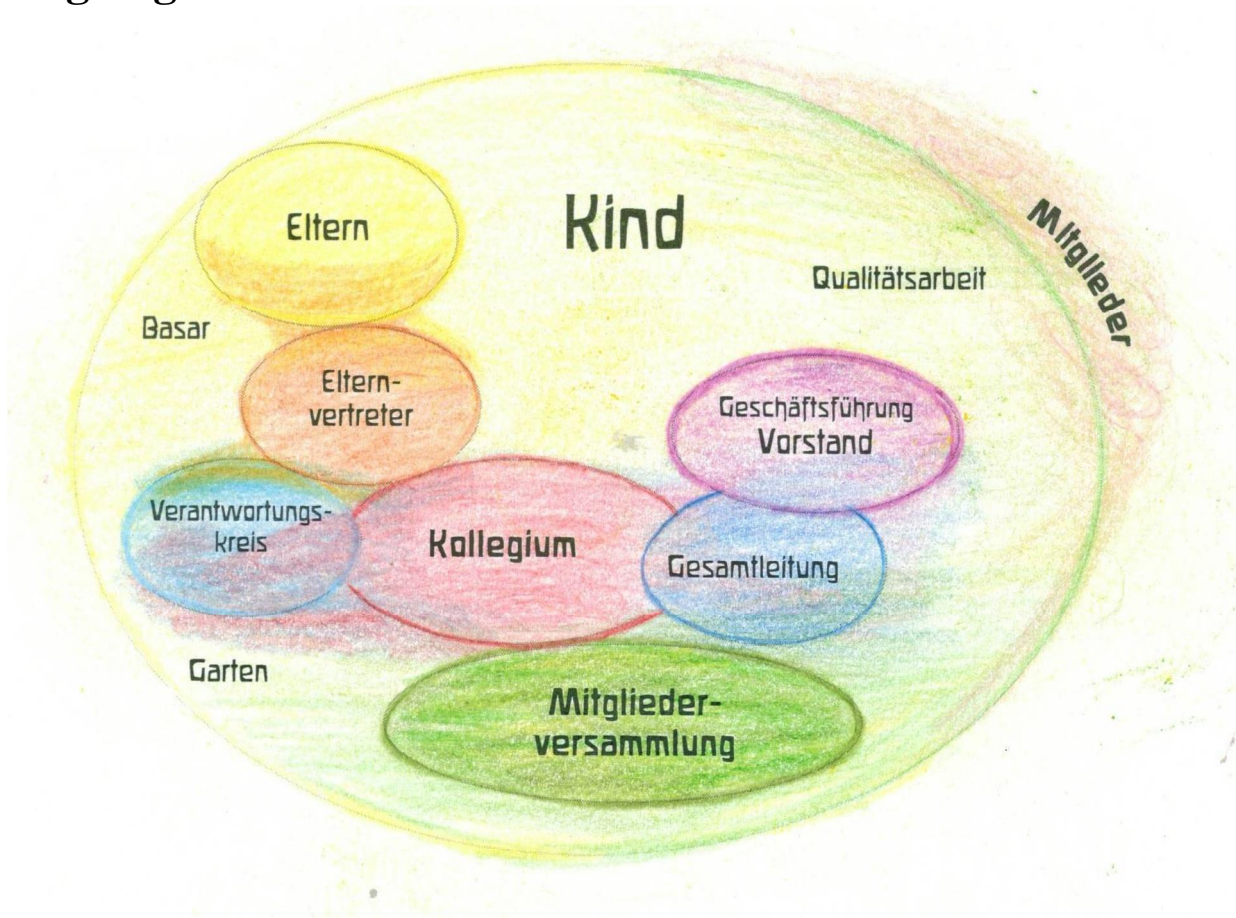 Kind
Eltern
Qualitätsarbeit
Mitglieder
Basar
Eltern-
vertreter
Geschäftsführung
Vorstand
Verantwortungs-
kreis
Kollegium
Gesamtleitung
Garten
Mitglieder-
versammlung